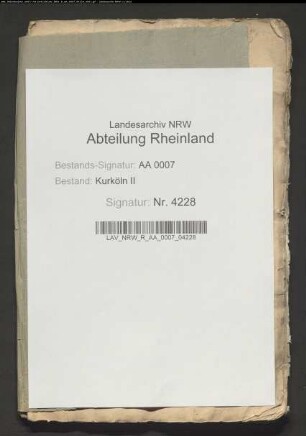 Landesarchiv NRW
Abteilung Rheinland
Bestands-Signatur: AA 0007
Bestand: Kurköln II
Signatur: Nr. 4228
LAV_NRW_R_AA_0007_04228